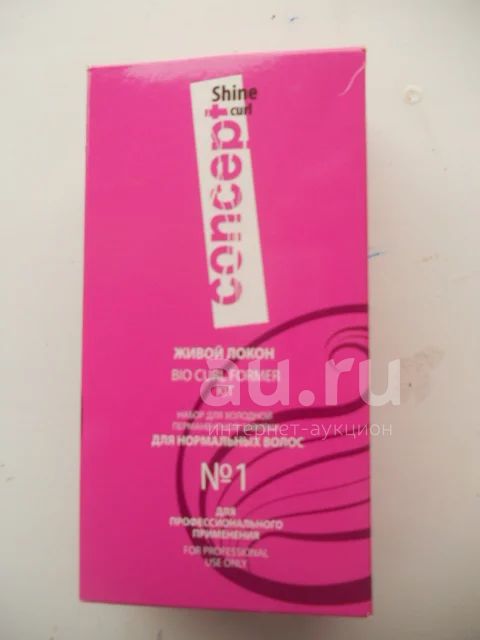 Shine
curl
concept
ЖИВОЙ ЛОКОН
BIO CURL FORMER
KIT
НАБОР ДЛЯ ХОЛОДНОЙ
ДЛЯ НОРМАЛЬНЫХ ВОЛОС
№1
ДЛЯ
ПРОФЕССИОНАЛЬНОГО
ПРИМЕНЕНИЯ
FOR PROFESSIONAL
USE ONLY
au.ru
интернет-аукцион